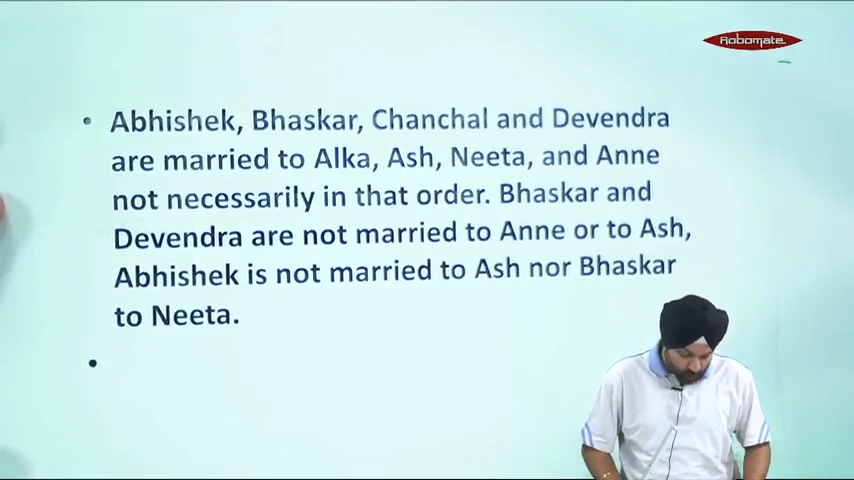 Robomate
• Abhishek, Bhaskar, Chanchal and Devendra
are married to Alka, Ash, Neeta, and Anne
not necessarily in that order. Bhaskar and
Devendra are not married to Anne or to Ash,
Abhishek is not married to Ash nor Bhaskar
to Neeta.
•